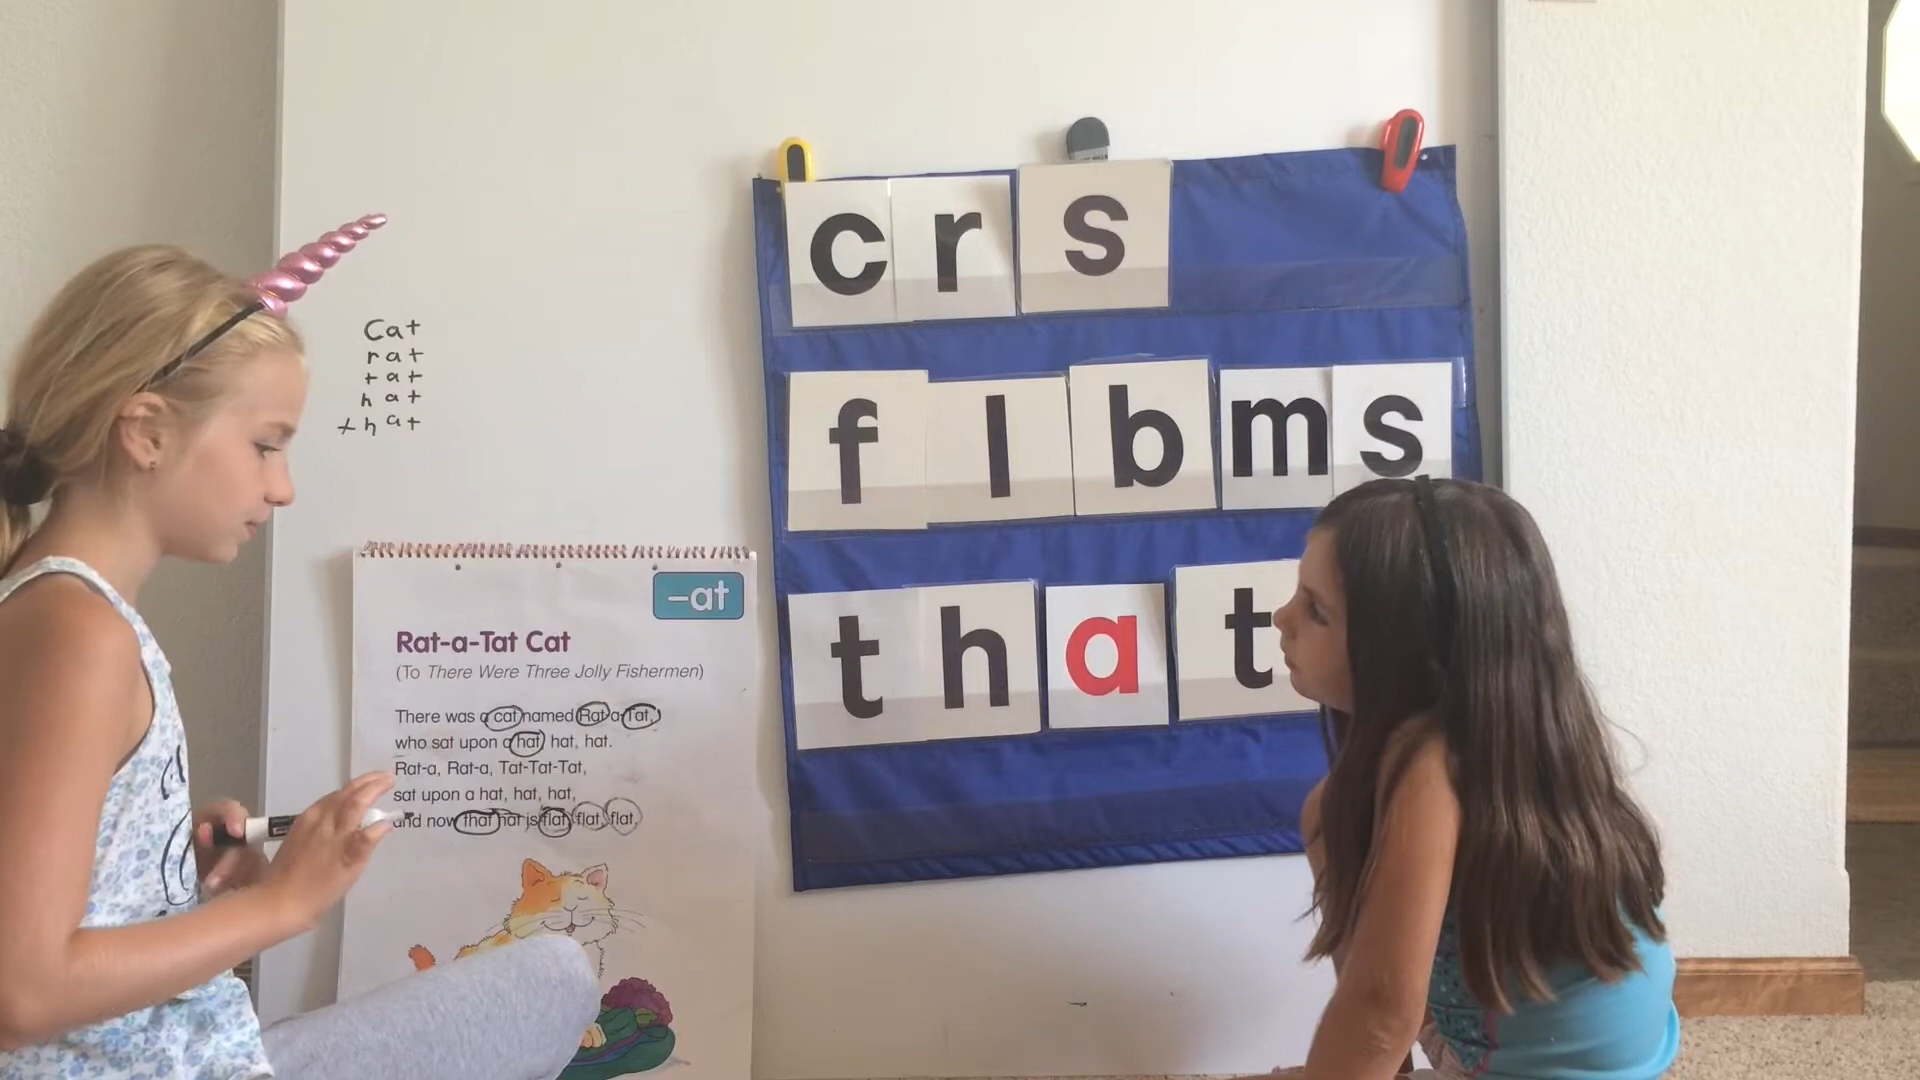 Cat
rat
tat
hat
that
–at
Rat-a-Tat Cat
(To There Were Three Jolly Fishermen)
There was a cat named Rat-a-Tat,
who sat upon a hat, hat, hat.
Rat-a, Rat-a, Tat-Tat-Tat,
sat upon a hat, hat, hat,
and now that hat is flat, flat, flat.
c r s
f l b m s
t h a t